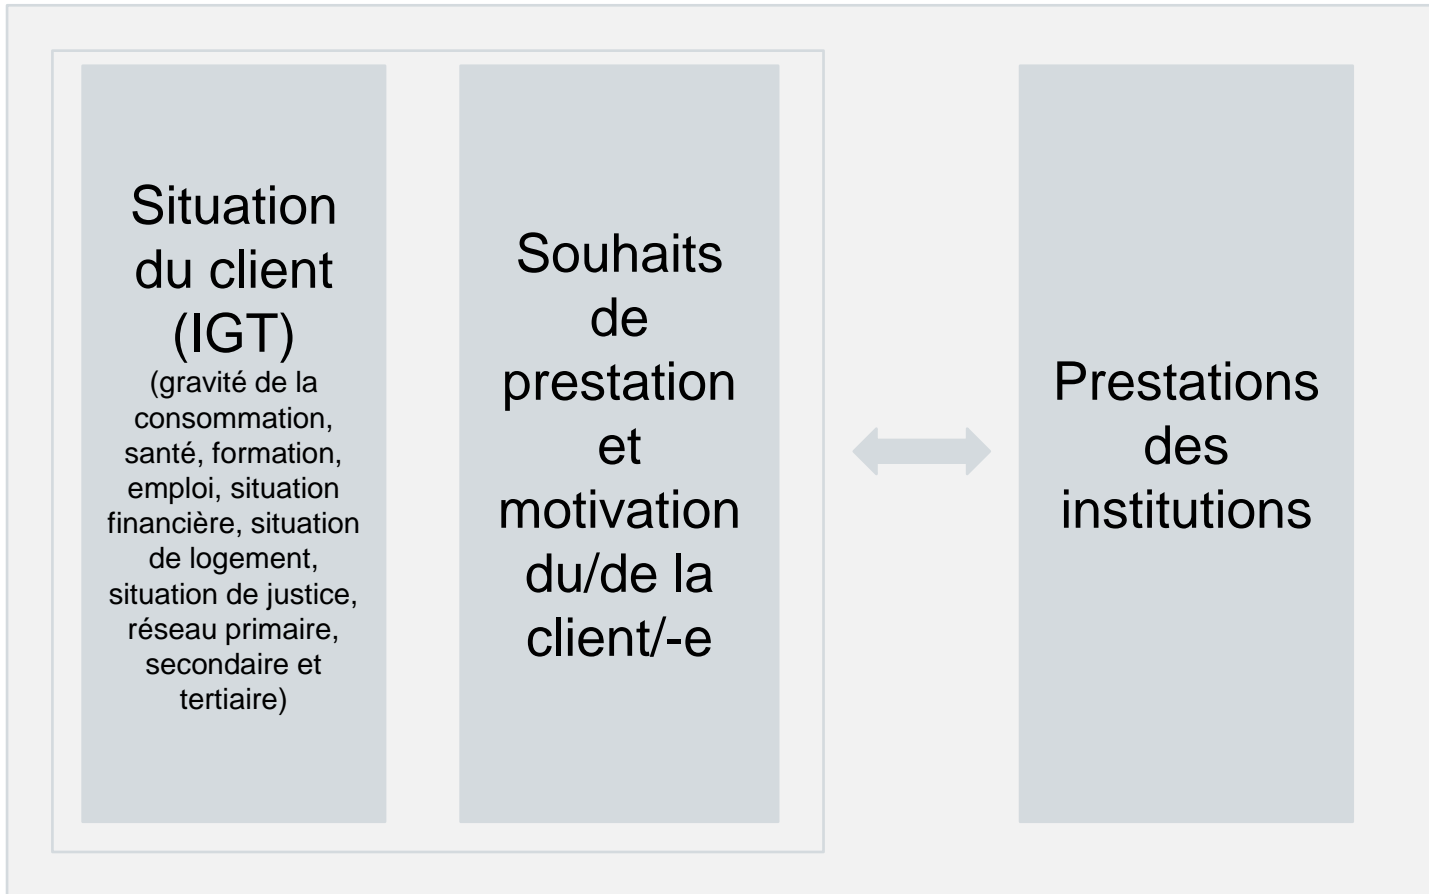 Situation
du client
(IGT)
(gravité de la
consommation,
santé, formation,
emploi, situation
financière, situation
de logement,
situation de justice,
réseau primaire,
secondaire et
tertiaire)
Souhaits
de
prestation
et
motivation
du/de la
client/-e
Prestations
des
institutions